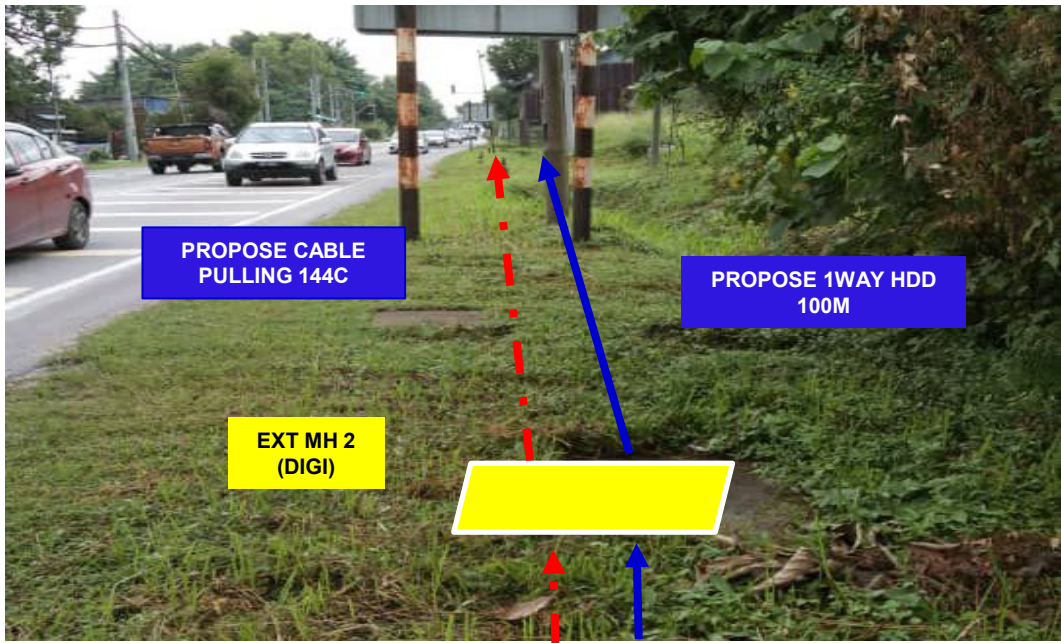 PROPOSE CABLE
PULLING 144C
PROPOSE 1WAY HDD
100M
EXT MH 2
(DIGI)